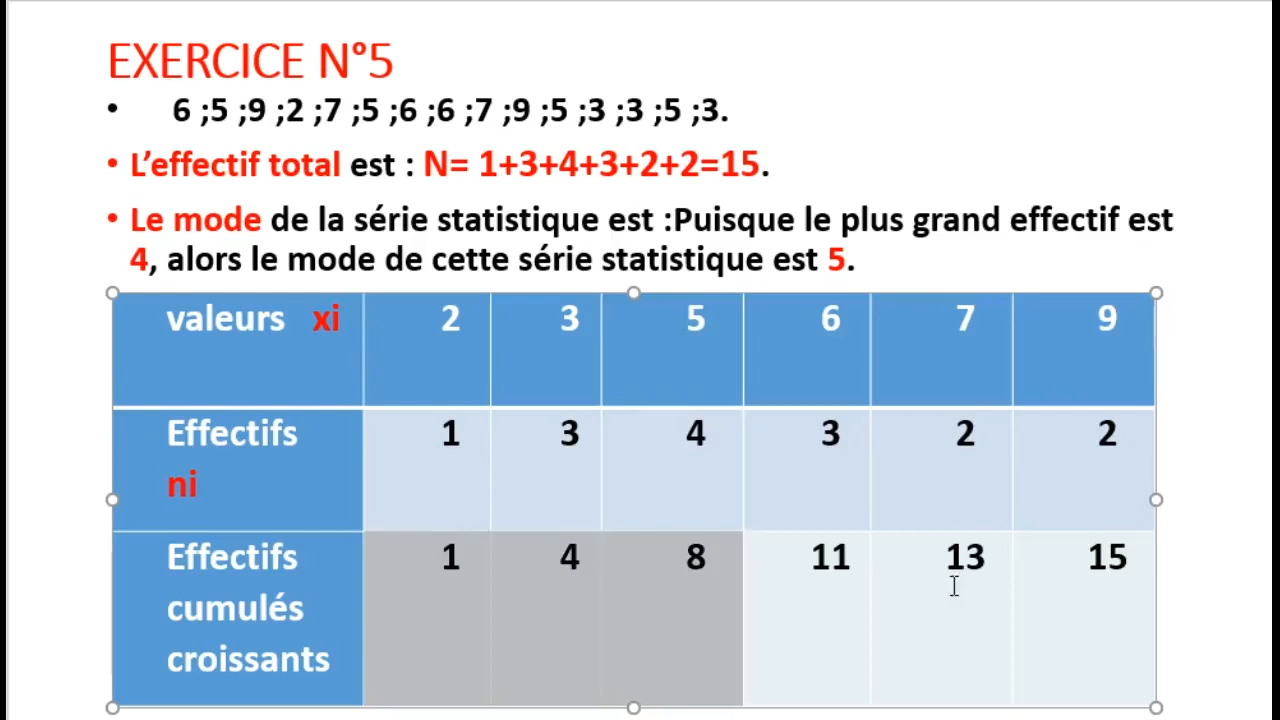 EXERCICE N°5
• 6 ;5 ;9 ;2 ;7 ;5 ;6 ;6 ;7 ;9 ;5 ;3 ;3 ;5 ;3.
• L’effectif total est : N= 1+3+4+3+2+2=15.
• Le mode de la série statistique est :Puisque le plus grand effectif est
4, alors le mode de cette série statistique est 5.
valeurs xi 2 3 5 6 7 9
Effectifs 1 3 4 3 2 2
ni
Effectifs 1 4 8 11 13 15
cumulés
croissants